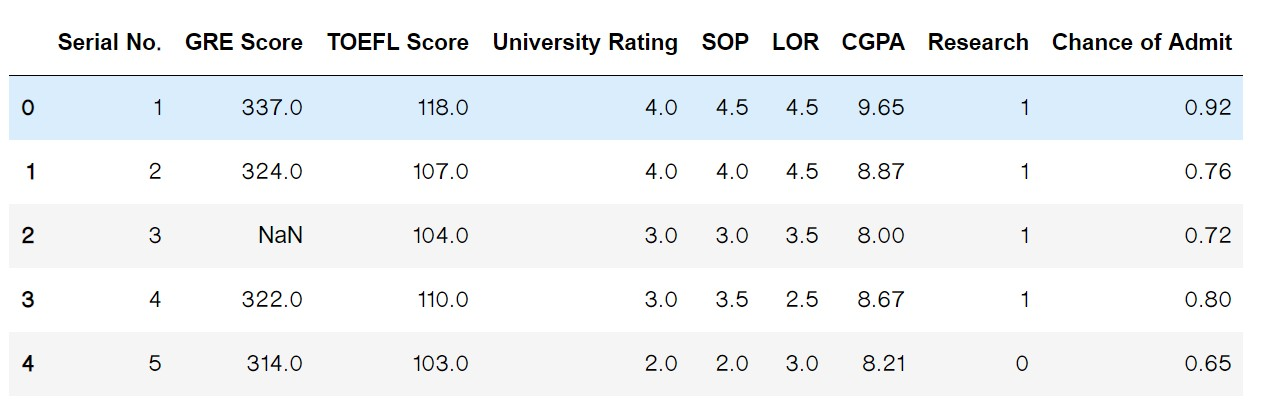 Serial No. GRE Score TOEFL Score University Rating SOP LOR CGPA Research Chance of Admit
0 1 337.0 118.0 4.0 4.5 4.5 9.65 1 0.92
1 2 324.0 107.0 4.0 4.0 4.5 8.87 1 0.76
2 3 NaN 104.0 3.0 3.0 3.5 8.00 1 0.72
3 4 322.0 110.0 3.0 3.5 2.5 8.67 1 0.80
4 5 314.0 103.0 2.0 2.0 3.0 8.21 0 0.65